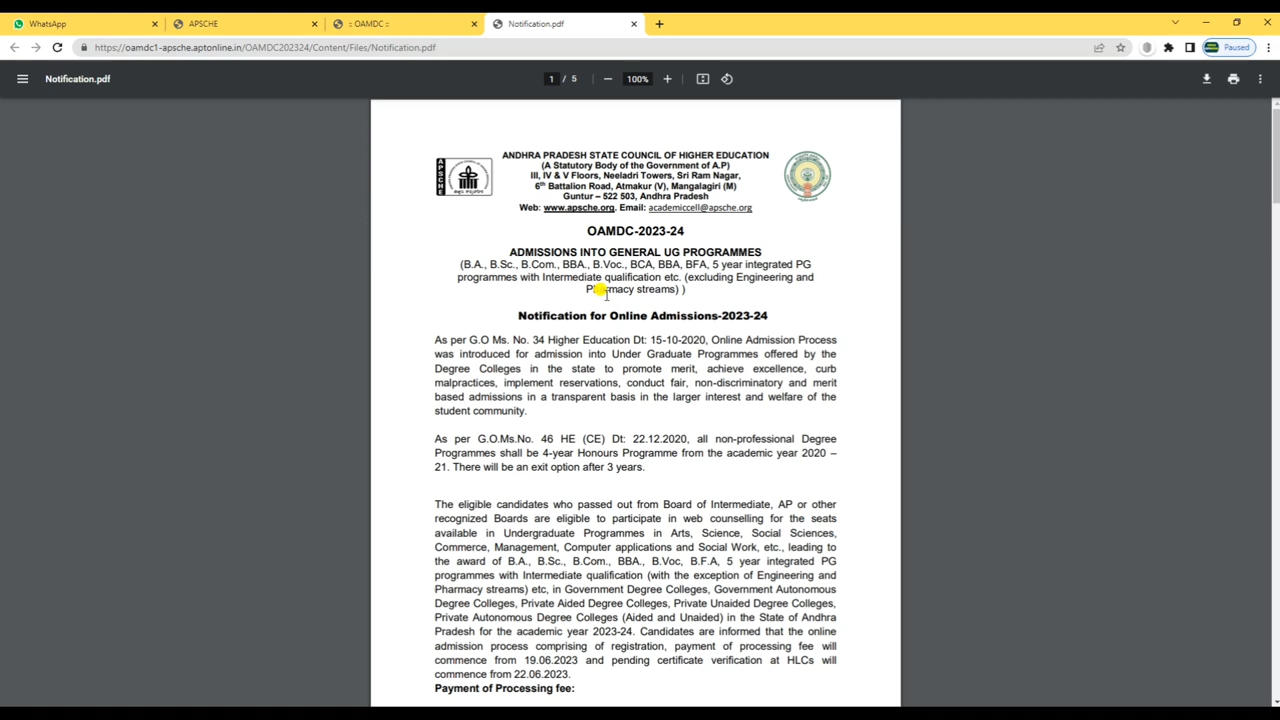 WhatsApp
APSCHE
:: OAMDC ::
Notification.pdf
https://oamdc1-apsche.aptonline.in/OAMDC202324/Content/Files/Notification.pdf
Paused
Notification.pdf
1 / 5
100%
APSCHE
ANDHRA PRADESH STATE COUNCIL OF HIGHER EDUCATION
(A Statutory Body of the Government of A.P)
III, IV & V Floors, Neeladri Towers, Sri Ram Nagar,
6th Battalion Road, Atmakur (V), Mangalagiri (M)
Guntur – 522 503, Andhra Pradesh
Web: www.apsche.org. Email: academiccell@apsche.org
OAMDC-2023-24
ADMISSIONS INTO GENERAL UG PROGRAMMES
(B.A., B.Sc., B.Com., BBA., B.Voc., BCA, BBA, BFA, 5 year integrated PG
programmes with Intermediate qualification etc. (excluding Engineering and
Pharmacy streams) )
Notification for Online Admissions-2023-24
As per G.O Ms. No. 34 Higher Education Dt: 15-10-2020, Online Admission Process
was introduced for admission into Under Graduate Programmes offered by the
Degree Colleges in the state to promote merit, achieve excellence, curb
malpractices, implement reservations, conduct fair, non-discriminatory and merit
based admissions in a transparent basis in the larger interest and welfare of the
student community.
As per G.O.Ms.No. 46 HE (CE) Dt: 22.12.2020, all non-professional Degree
Programmes shall be 4-year Honours Programme from the academic year 2020 –
21. There will be an exit option after 3 years.
The eligible candidates who passed out from Board of Intermediate, AP or other
recognized Boards are eligible to participate in web counselling for the seats
available in Undergraduate Programmes in Arts, Science, Social Sciences,
Commerce, Management, Computer applications and Social Work, etc., leading to
the award of B.A., B.Sc., B.Com., BBA., B.Voc, B.F.A, 5 year integrated PG
programmes with Intermediate qualification (with the exception of Engineering and
Pharmacy streams) etc, in Government Degree Colleges, Government Autonomous
Degree Colleges, Private Aided Degree Colleges, Private Unaided Degree Colleges,
Private Autonomous Degree Colleges (Aided and Unaided) in the State of Andhra
Pradesh for the academic year 2023-24. Candidates are informed that the online
admission process comprising of registration, payment of processing fee will
commence from 19.06.2023 and pending certificate verification at HLCs will
commence from 22.06.2023.
Payment of Processing fee: